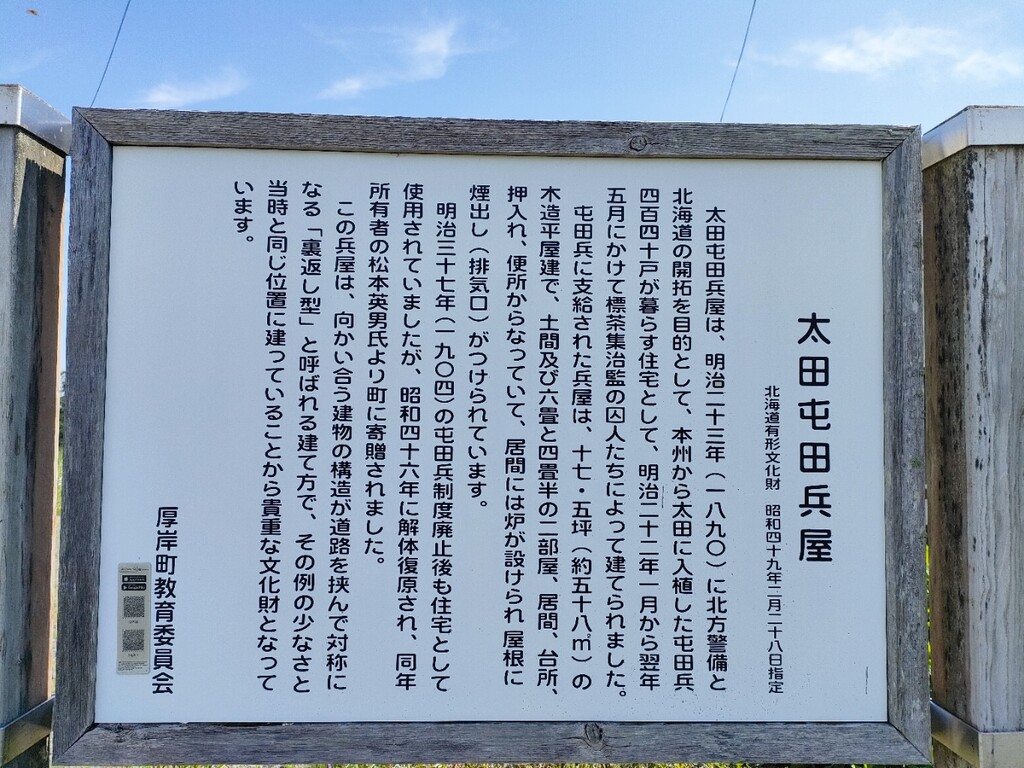 太田屯田兵屋
北海道有形文化財　昭和四十九年二月二十八日指定
太田屯田兵屋は、明治二十三年（一八九〇）に北方警備と
北海道の開拓を目的として、本州から太田に入植した屯田兵
四百四十戸が暮らす住宅として、明治二十二年一月から翌年
五月にかけて標茶集治監の囚人たちによって建てられました。
屯田兵に支給された兵屋は、十七・五坪（約五十八㎡）の
木造平屋建で、土間及び六畳と四畳半の二部屋、居間、台所、
押入れ、便所からなっていて、居間には炉が設けられ屋根に
煙出し（排気口）がつけられています。
明治三十七年（一九〇四）の屯田兵制度廃止後も住宅として
使用されていましたが、昭和四十六年に解体復原され、同年
所有者の松本英男氏より町に寄贈されました。
この兵屋は、向かい合う建物の構造が道路を挟んで対称に
なる「裏返し型」と呼ばれる建て方で、その例の少なさと
当時と同じ位置に建っていることから貴重な文化財となって
います。
厚岸町教育委員会